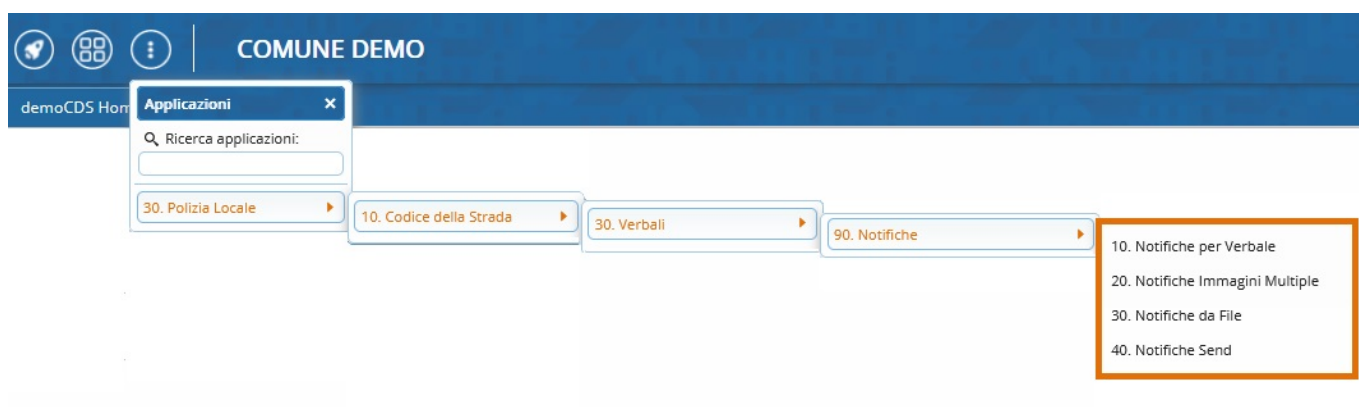 COMUNE DEMO
demoCDS Hom
Applicazioni
Ricerca applicazioni:
30. Polizia Locale
10. Codice della Strada
30. Verbali
90. Notifiche
10. Notifiche per Verbale
20. Notifiche Immagini Multiple
30. Notifiche da File
40. Notifiche Send